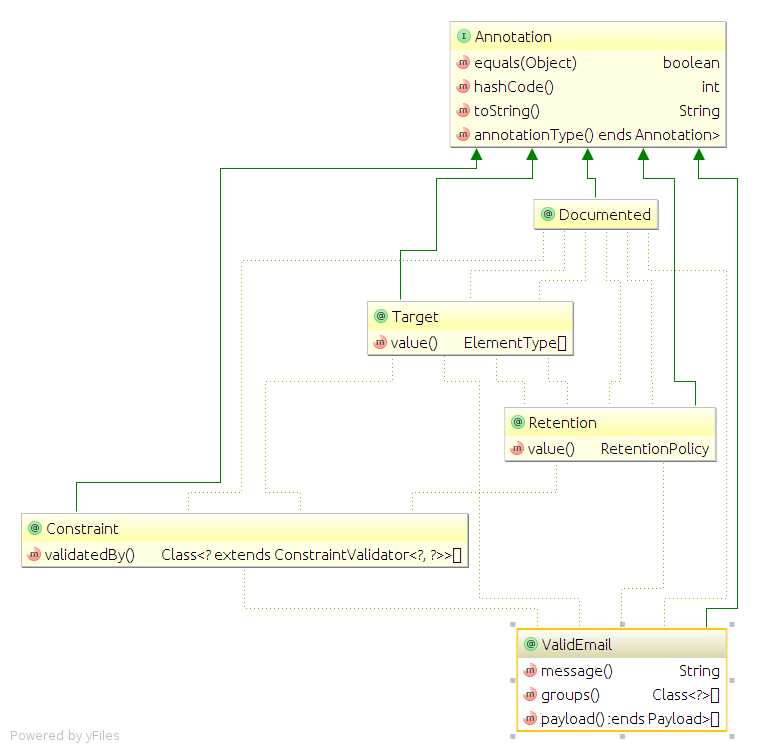 Annotation
equals(Object) boolean
hashCode() int
toString() String
annotationType() ends Annotation>
Documented
Target
value() ElementType[]
Retention
value() RetentionPolicy
Constraint
validatedBy() Class<? extends ConstraintValidator<?, ?>>[]
ValidEmail
message() String
groups() Class<?>[]
payload() :ends Payload>[]
Powered by yFiles